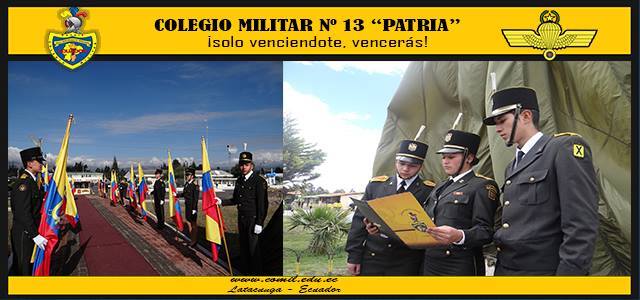 COLEGIO MILITAR Nº 13 “PATRIA”
¡solo venciendote, vencerás!
www.comil.edu.ec
Latacunga - Ecuador